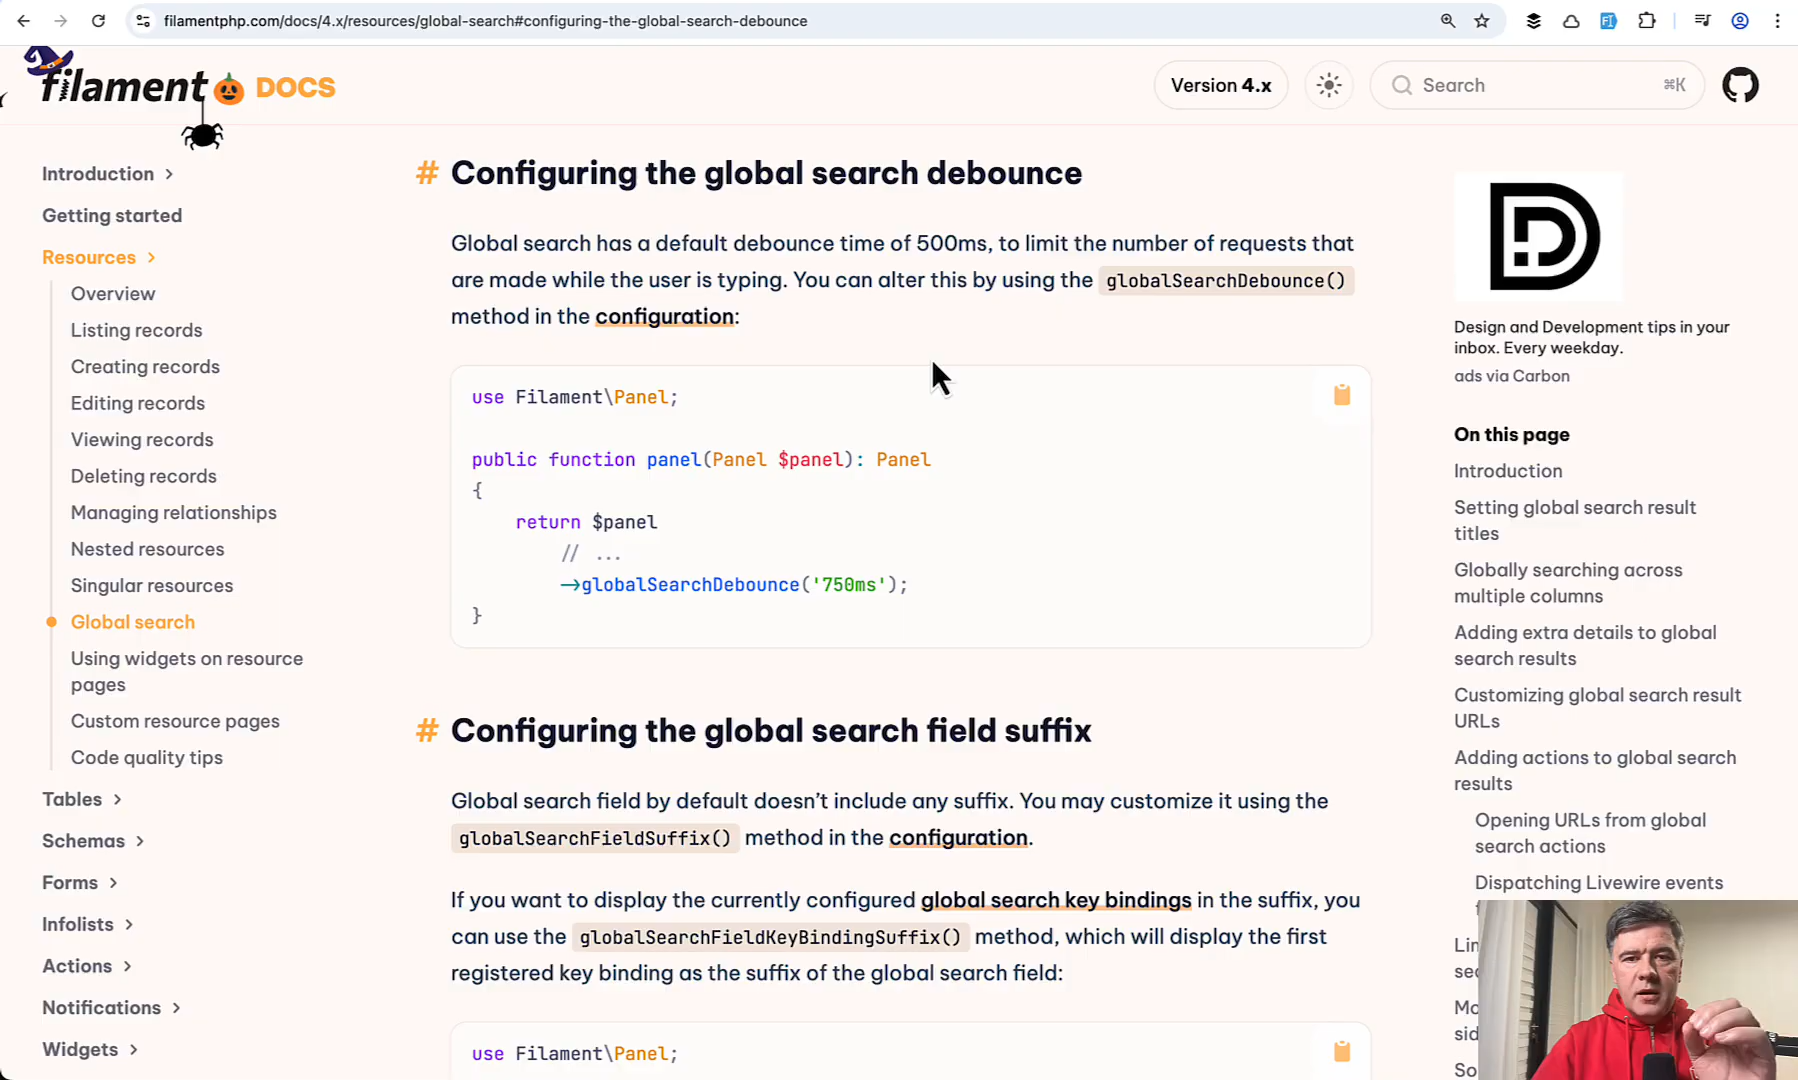 filamentphp.com/docs/4.x/resources/global-search#configuring-the-global-search-debounce
filament DOCS
Version 4.x
Search ⌘K
Introduction
Getting started
Resources
Overview
Listing records
Creating records
Editing records
Viewing records
Deleting records
Managing relationships
Nested resources
Singular resources
Global search
Using widgets on resource
pages
Custom resource pages
Code quality tips
Tables
Schemas
Forms
Infolists
Actions
Notifications
Widgets
# Configuring the global search debounce
Global search has a default debounce time of 500ms, to limit the number of requests that
are made while the user is typing. You can alter this by using the globalSearchDebounce()
method in the configuration:
use Filament\Panel;
public function panel(Panel $panel): Panel
{
return $panel
// ...
->globalSearchDebounce('750ms');
}
# Configuring the global search field suffix
Global search field by default doesn’t include any suffix. You may customize it using the
globalSearchFieldSuffix() method in the configuration.
If you want to display the currently configured global search key bindings in the suffix, you
can use the globalSearchFieldKeyBindingSuffix() method, which will display the first
registered key binding as the suffix of the global search field:
use Filament\Panel;
Design and Development tips in your
inbox. Every weekday.
ads via Carbon
On this page
Introduction
Setting global search result
titles
Globally searching across
multiple columns
Adding extra details to global
search results
Customizing global search result
URLs
Adding actions to global search
results
Opening URLs from global
search actions
Dispatching Livewire events